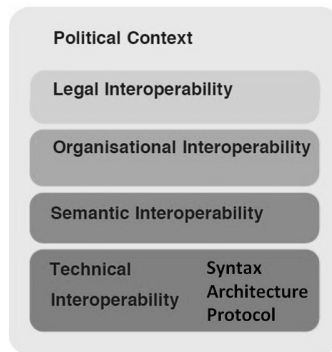 Political Context
Legal Interoperability
Organisational Interoperability
Semantic Interoperability
Technical
Interoperability
Syntax
Architecture
Protocol